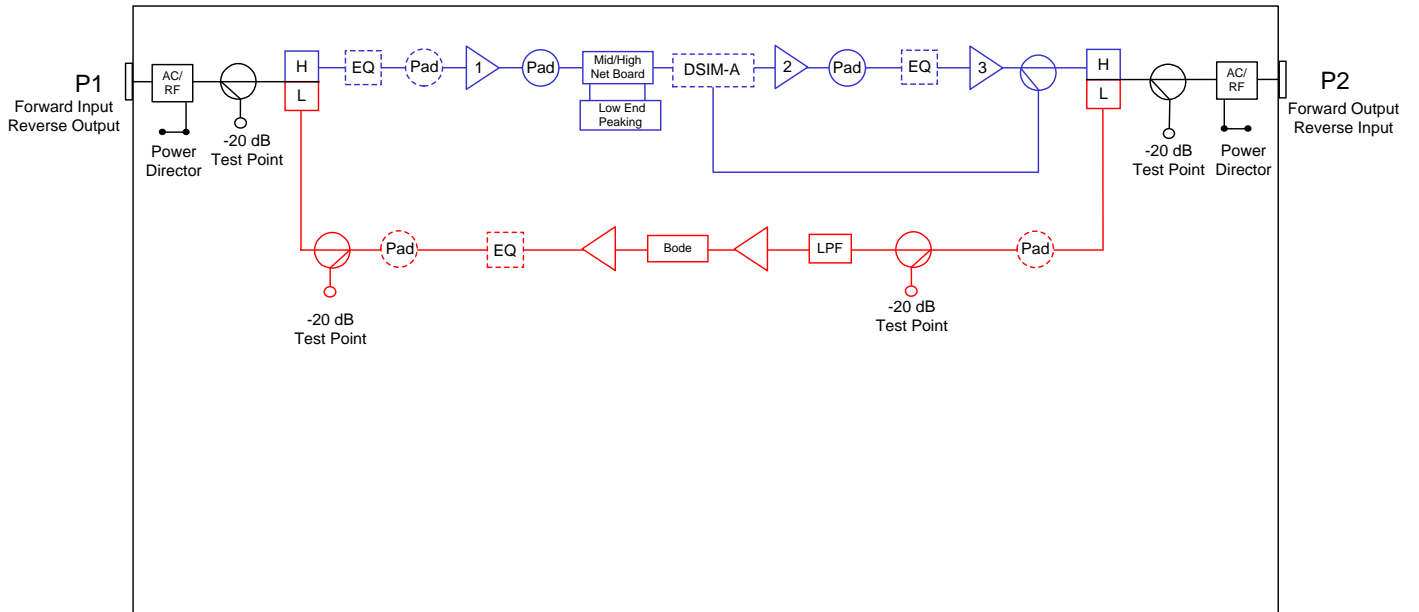 P1
Forward Input
Reverse Output
AC/
RF
Power
Director
-20 dB
Test Point
H
L
EQ
Pad
1
Pad
Mid/High
Net Board
Low End
Peaking
DSIM-A
2
Pad
EQ
3
H
L
-20 dB
Test Point
AC/
RF
Power
Director
P2
Forward Output
Reverse Input
Pad
EQ
Bode
LPF
Pad
-20 dB
Test Point
-20 dB
Test Point